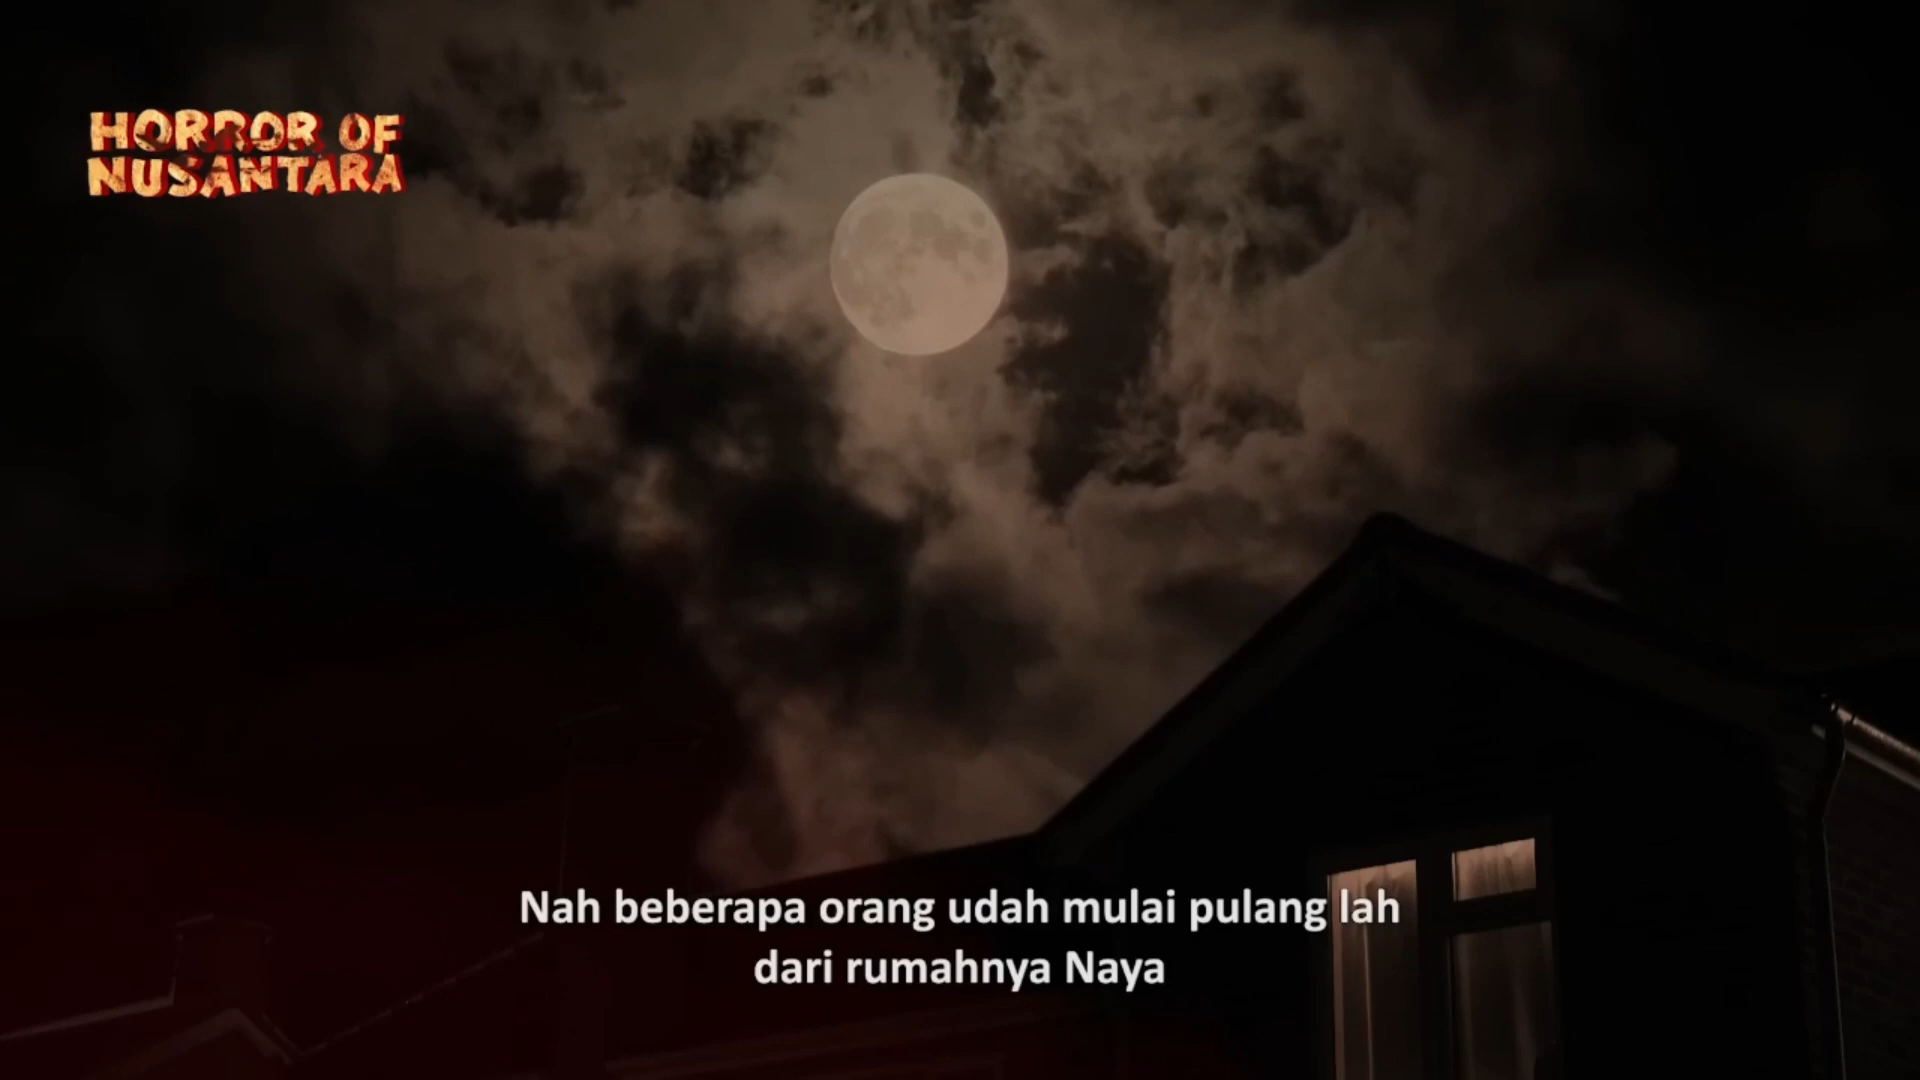 HORROR OF
NUSANTARA
Nah beberapa orang udah mulai pulang lah
dari rumahnya Naya